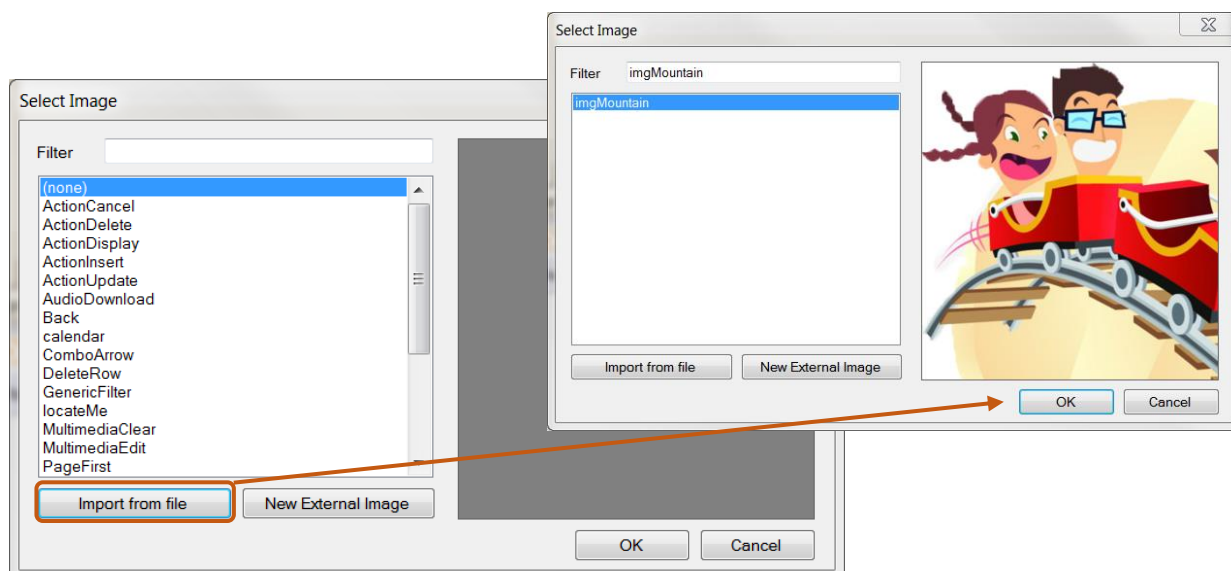 Select Image
Filter
(none)
ActionCancel
ActionDelete
ActionDisplay
ActionInsert
ActionUpdate
AudioDownload
Back
calendar
ComboArrow
DeleteRow
GenericFilter
locateMe
MultimediaClear
MultimediaEdit
PageFirst
Import from file
New External Image
OK
Cancel
Select Image
Filter
imgMountain
imgMountain
Import from file
New External Image
OK
Cancel